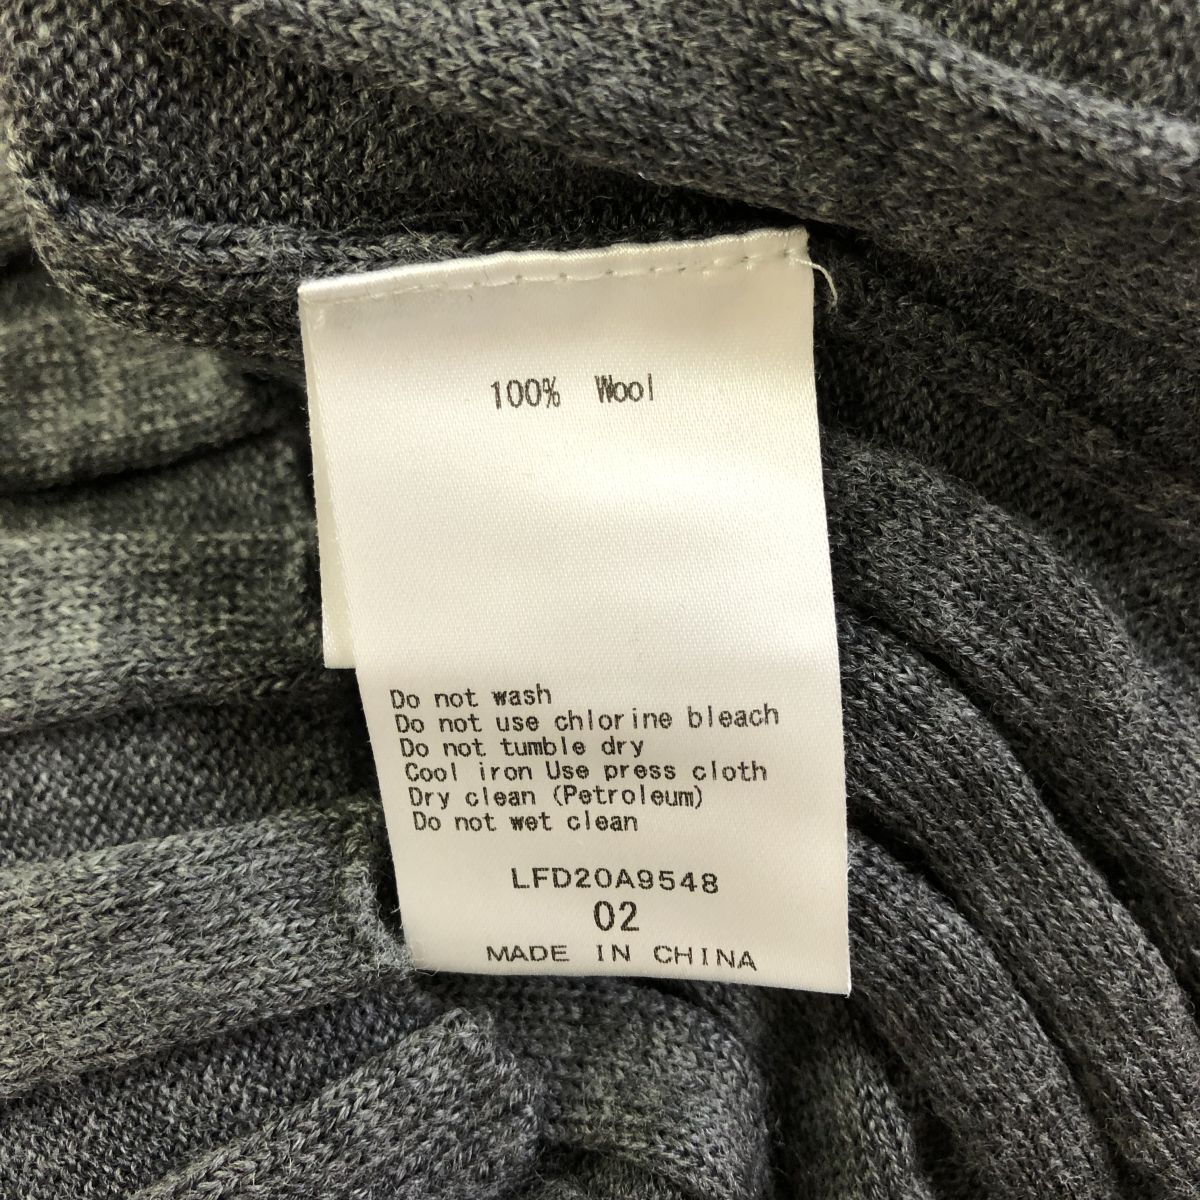 100% Wool
Do not wash
Do not use chlorine bleach
Do not tumble dry
Cool iron Use press cloth
Dry clean (Petroleum)
Do not wet clean
LFD20A9548
02
MADE IN CHINA